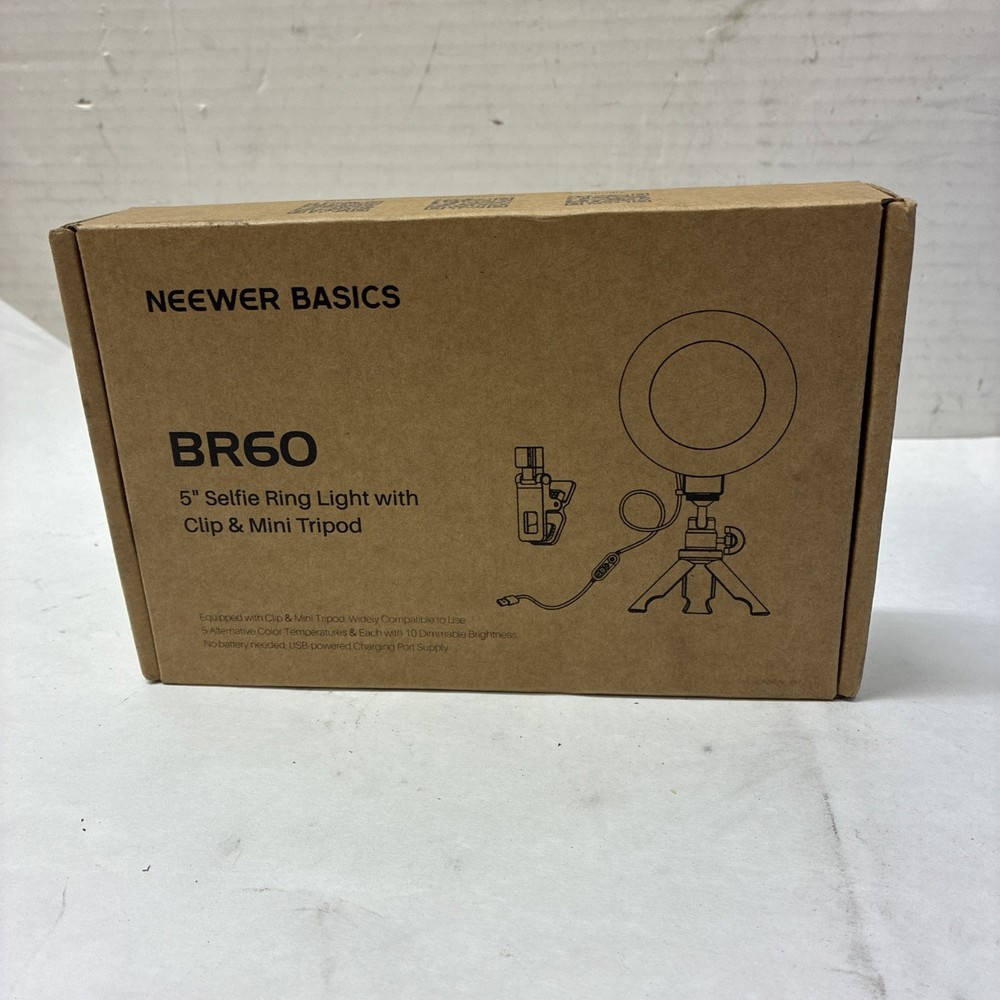 NEEWER BASICS
BR60
5" Selfie Ring Light with
Clip & Mini Tripod
Equipped with Clip & Mini Tripod, Widely Compatible to Use
5 Alternative Color Temperatures & Each with 10 Dimmable Brightness
No battery needed, USB-powered Charging Port Supply